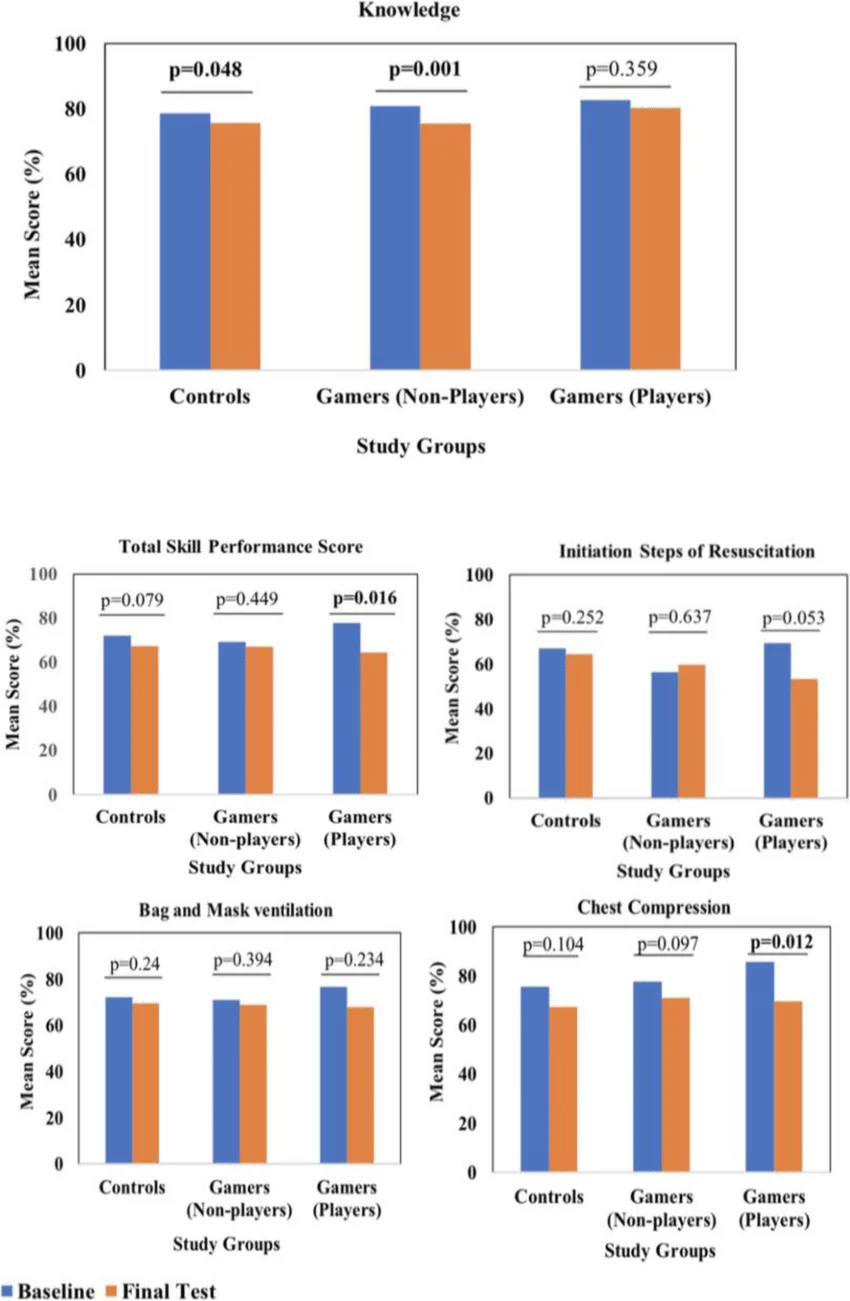 Knowledge
100
80
60
40
20
0
Mean Score (%)
p=0.048
p=0.001
p=0.359
Controls
Gamers (Non-Players)
Gamers (Players)
Study Groups
Total Skill Performance Score
100
80
60
40
20
0
Mean Score (%)
p=0.079
p=0.449
p=0.016
Controls
Gamers
(Non-players)
Gamers
(Players)
Study Groups
Initiation Steps of Resuscitation
100
80
60
40
20
0
Mean Score (%)
p=0.252
p=0.637
p=0.053
Controls
Gamers
(Non-players)
Gamers
(Players)
Study Groups
Bag and Mask ventilation
100
80
60
40
20
0
Mean Score (%)
p=0.24
p=0.394
p=0.234
Controls
Gamers
(Non-players)
Gamers
(Players)
Study Groups
Chest Compression
100
80
60
40
20
0
Mean Score (%)
p=0.104
p=0.097
p=0.012
Controls
Gamers
(Non-players)
Gamers
(Players)
Study Groups
Baseline
Final Test